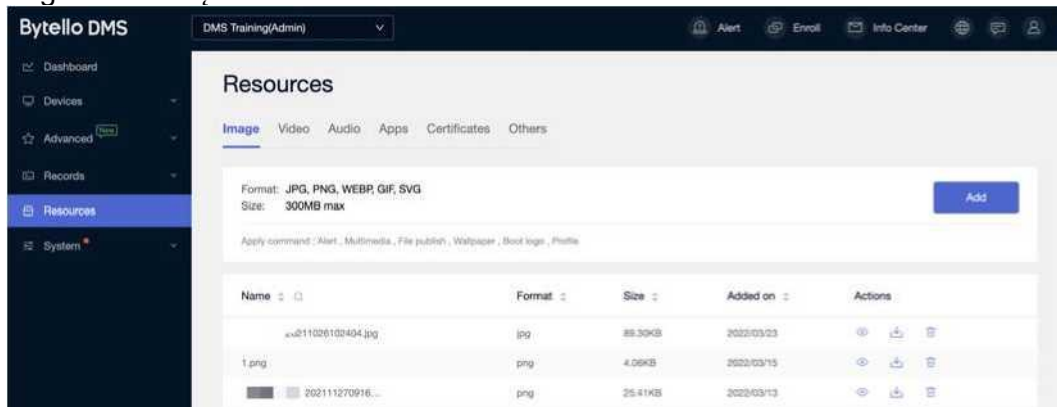 Bytello DMS
DMS Training(Admin)
Alert
Enroll
Info Center
Dashboard
Devices
Advanced New
Records
Resources
System
Resources
Image Video Audio Apps Certificates Others
Format: JPG, PNG, WEBP, GIF, SVG
Size: 300MB max
Add
Apply command : Alert , Multimedia , File publish , Wallpaper , Boot logo , Profile
Name Format Size Added on Actions
211026102404.jpg jpg 89.30KB 2022/03/23
1.png png 4.06KB 2022/03/15
202111270916... png 25.41KB 2022/03/13